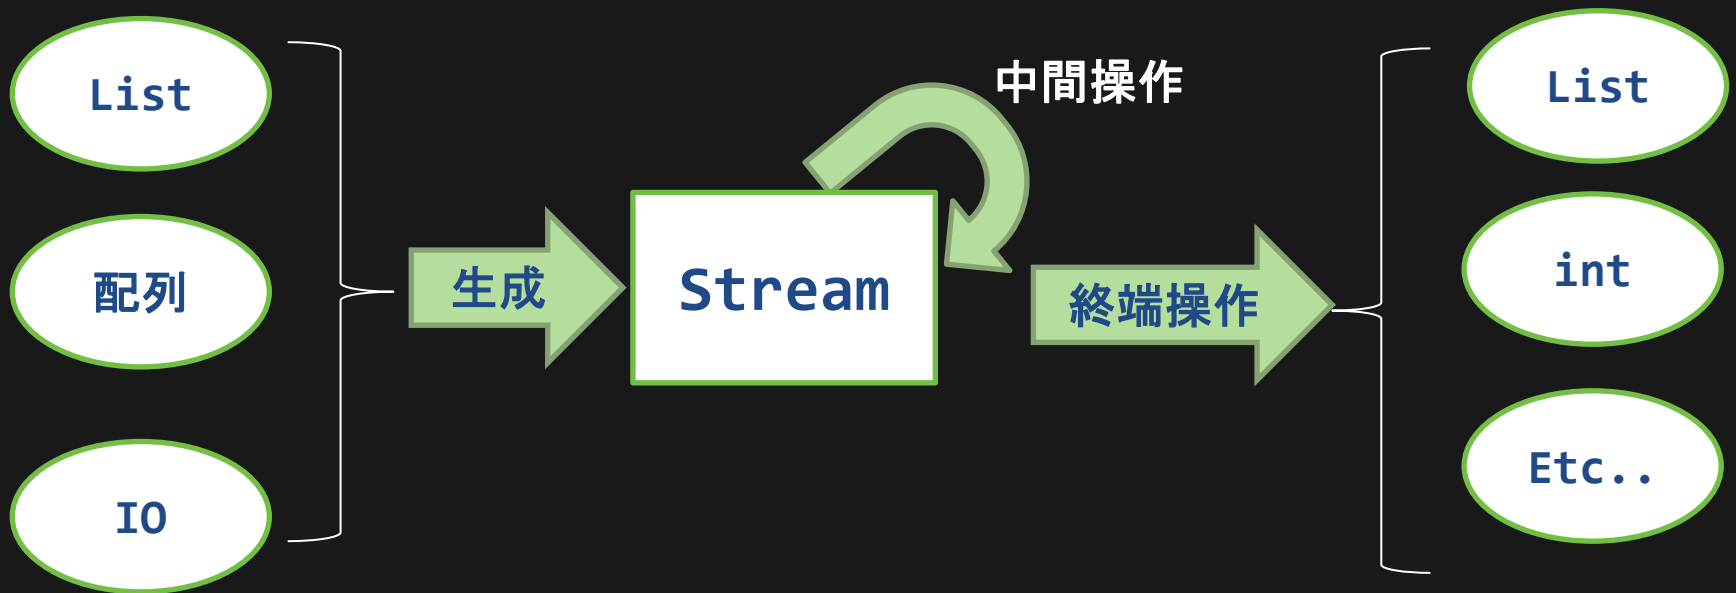 List
配列
IO
生成
Stream
中間操作
終端操作
List
int
Etc..